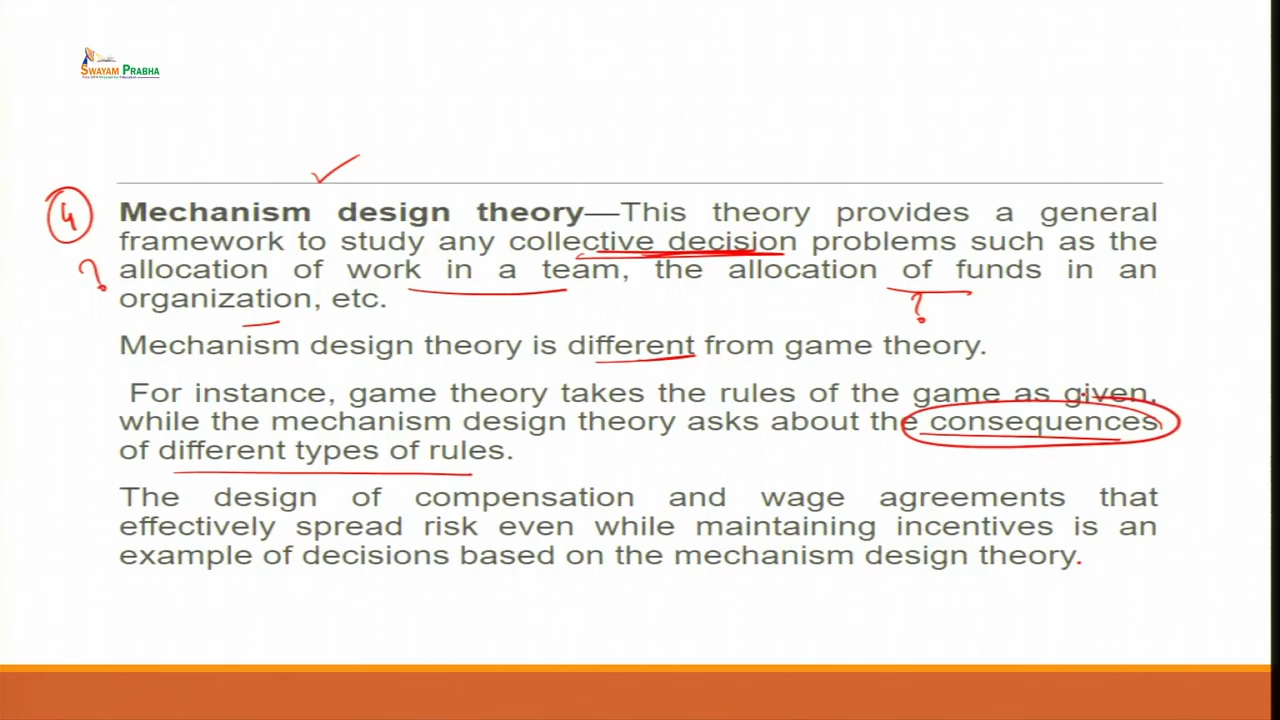 SWAYAM PRABHA
4
Mechanism design theory—This theory provides a general
framework to study any collective decision problems such as the
?
allocation of work in a team, the allocation of funds in an
organization, etc.
?
Mechanism design theory is different from game theory.
For instance, game theory takes the rules of the game as given,
while the mechanism design theory asks about the consequences
of different types of rules.
The design of compensation and wage agreements that
effectively spread risk even while maintaining incentives is an
example of decisions based on the mechanism design theory.